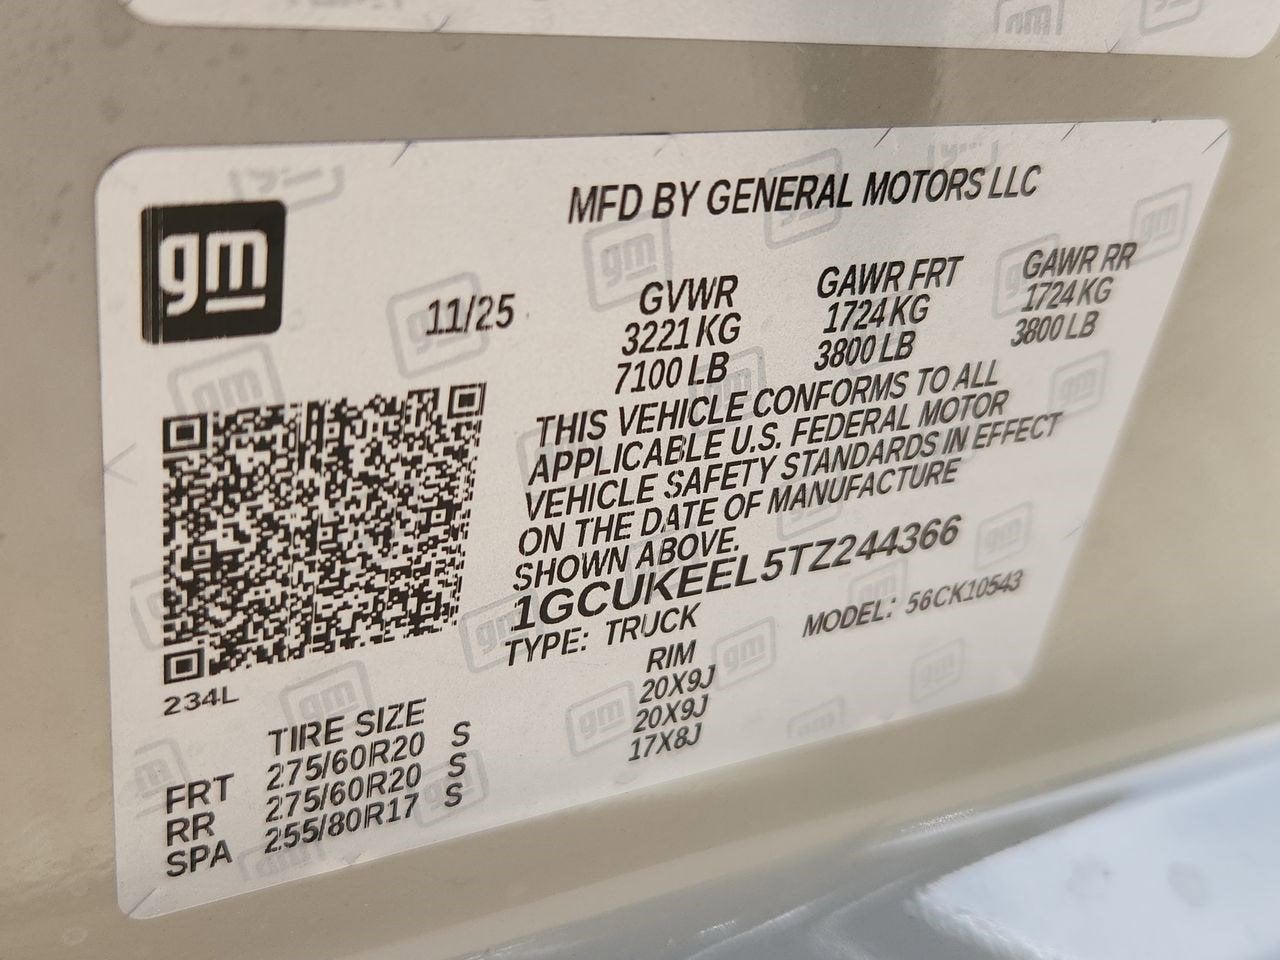 gm
MFD BY GENERAL MOTORS LLC
11/25
GVWR GAWR FRT GAWR RR
3221 KG 1724 KG 1724 KG
7100 LB 3800 LB 3800 LB
THIS VEHICLE CONFORMS TO ALL
APPLICABLE U.S. FEDERAL MOTOR
VEHICLE SAFETY STANDARDS IN EFFECT
ON THE DATE OF MANUFACTURE
SHOWN ABOVE.
1GCUKEEL5TZ244366
TYPE: TRUCK MODEL: 56CK10543
234L
TIRE SIZE RIM
FRT 275/60R20 S 20X9J
RR 275/60R20 S 20X9J
SPA 255/80R17 S 17X8J